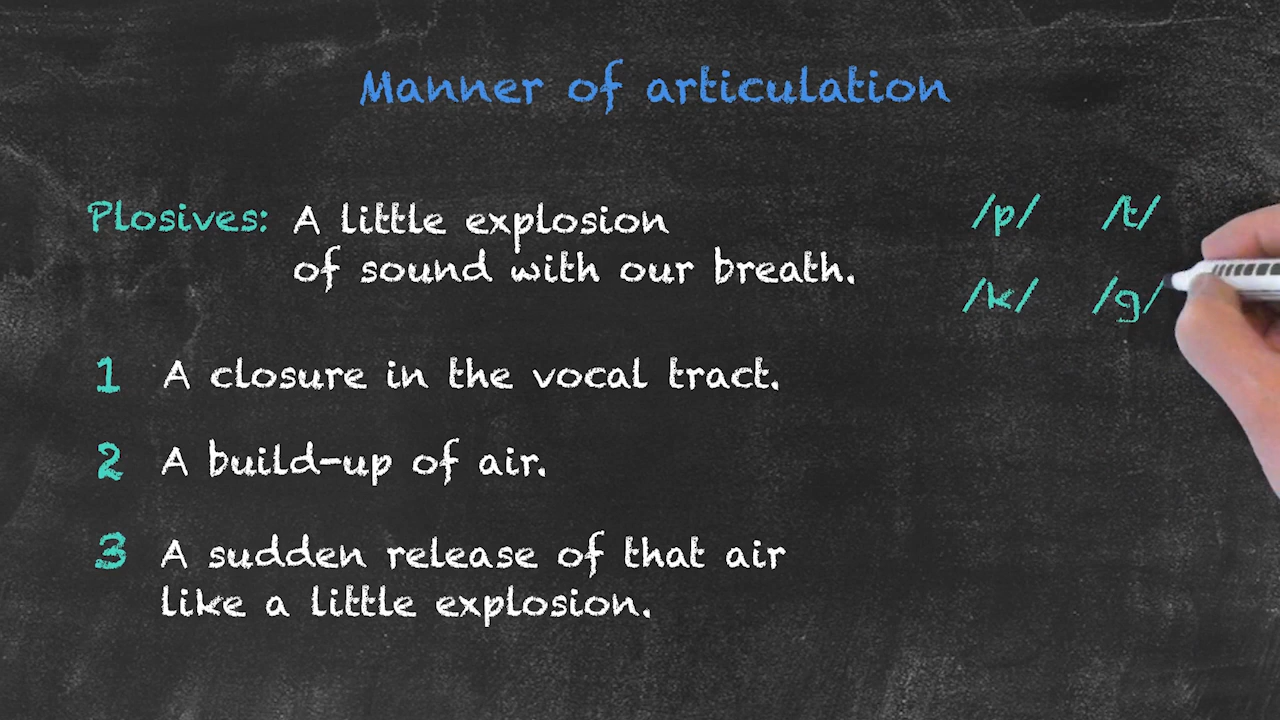 Manner of articulation
Plosives: A little explosion
of sound with our breath.
/p/ /t/
/k/ /g/
1 A closure in the vocal tract.
2 A build-up of air.
3 A sudden release of that air
like a little explosion.